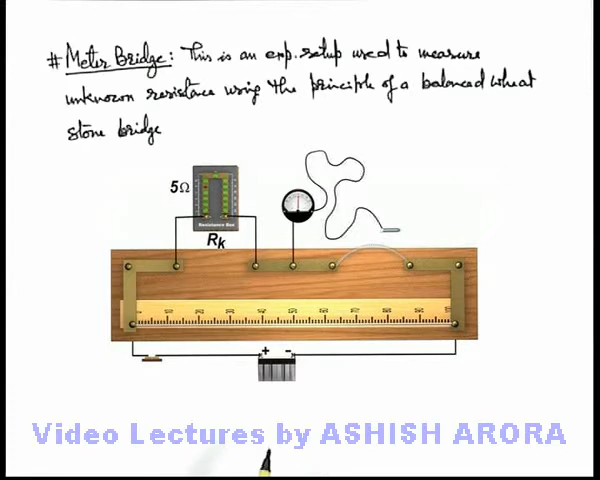 # Meter Bridge: This is an exp. setup used to measure
unknown resistance using the principle of a balanced wheat
stone bridge
5Ω
Resistance Box
Rk
+ -
Video Lectures by ASHISH ARORA